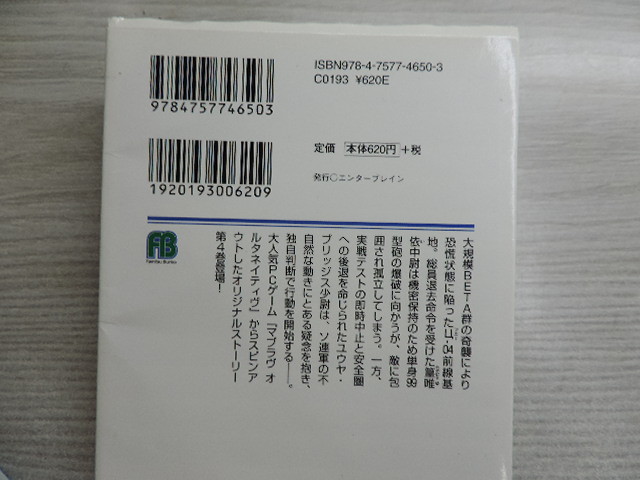 ISBN978-4-7577-4650-3
C0193 ¥620E
9784757746503
定価 本体620円 +税
1920193006209
発行○エンターブレイン
FB
Famitsu Bunko
大規模BETA群の奇襲により
恐慌状態に陥った山-04前線基
地。総員退去命令を受けた篁唯
依中尉は機密保持のため単身99
型砲の爆破に向かうが、敵に包
囲され孤立してしまう。一方、
実戦テストの即時中止と安全圏
への後退を命じられたユウヤ・
ブリッジス少尉は、ソ連軍の不
自然な動きにとある疑念を抱き、
独自判断で行動を開始する――。
大人気PCゲーム『マブラヴ オ
ルタネイティヴ』からスピンア
ウトしたオリジナルストーリー
第4巻登場!